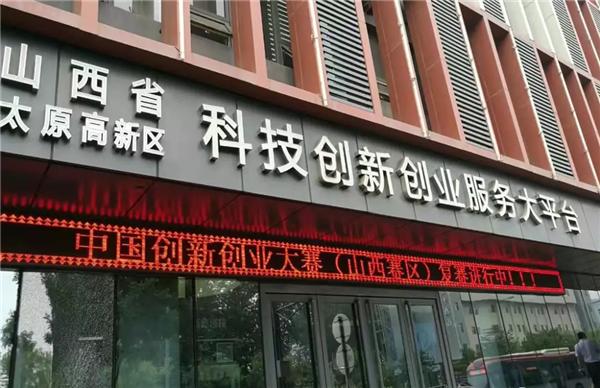 山西省
太原高新区
科技创新创业服务大平台
中国创新创业大赛（山西赛区）复赛进行中！！！